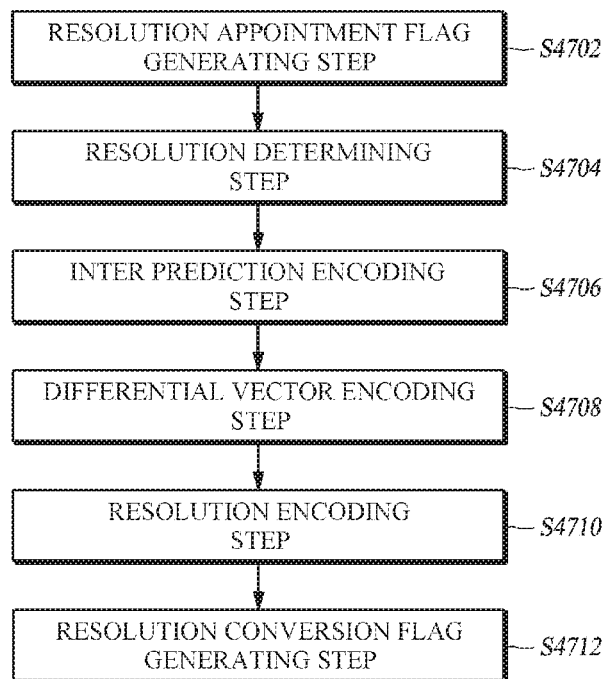 RESOLUTION APPOINTMENT FLAG
GENERATING STEP
S4702
RESOLUTION DETERMINING
STEP
S4704
INTER PREDICTION ENCODING
STEP
S4706
DIFFERENTIAL VECTOR ENCODING
STEP
S4708
RESOLUTION ENCODING
STEP
S4710
RESOLUTION CONVERSION FLAG
GENERATING STEP
S4712